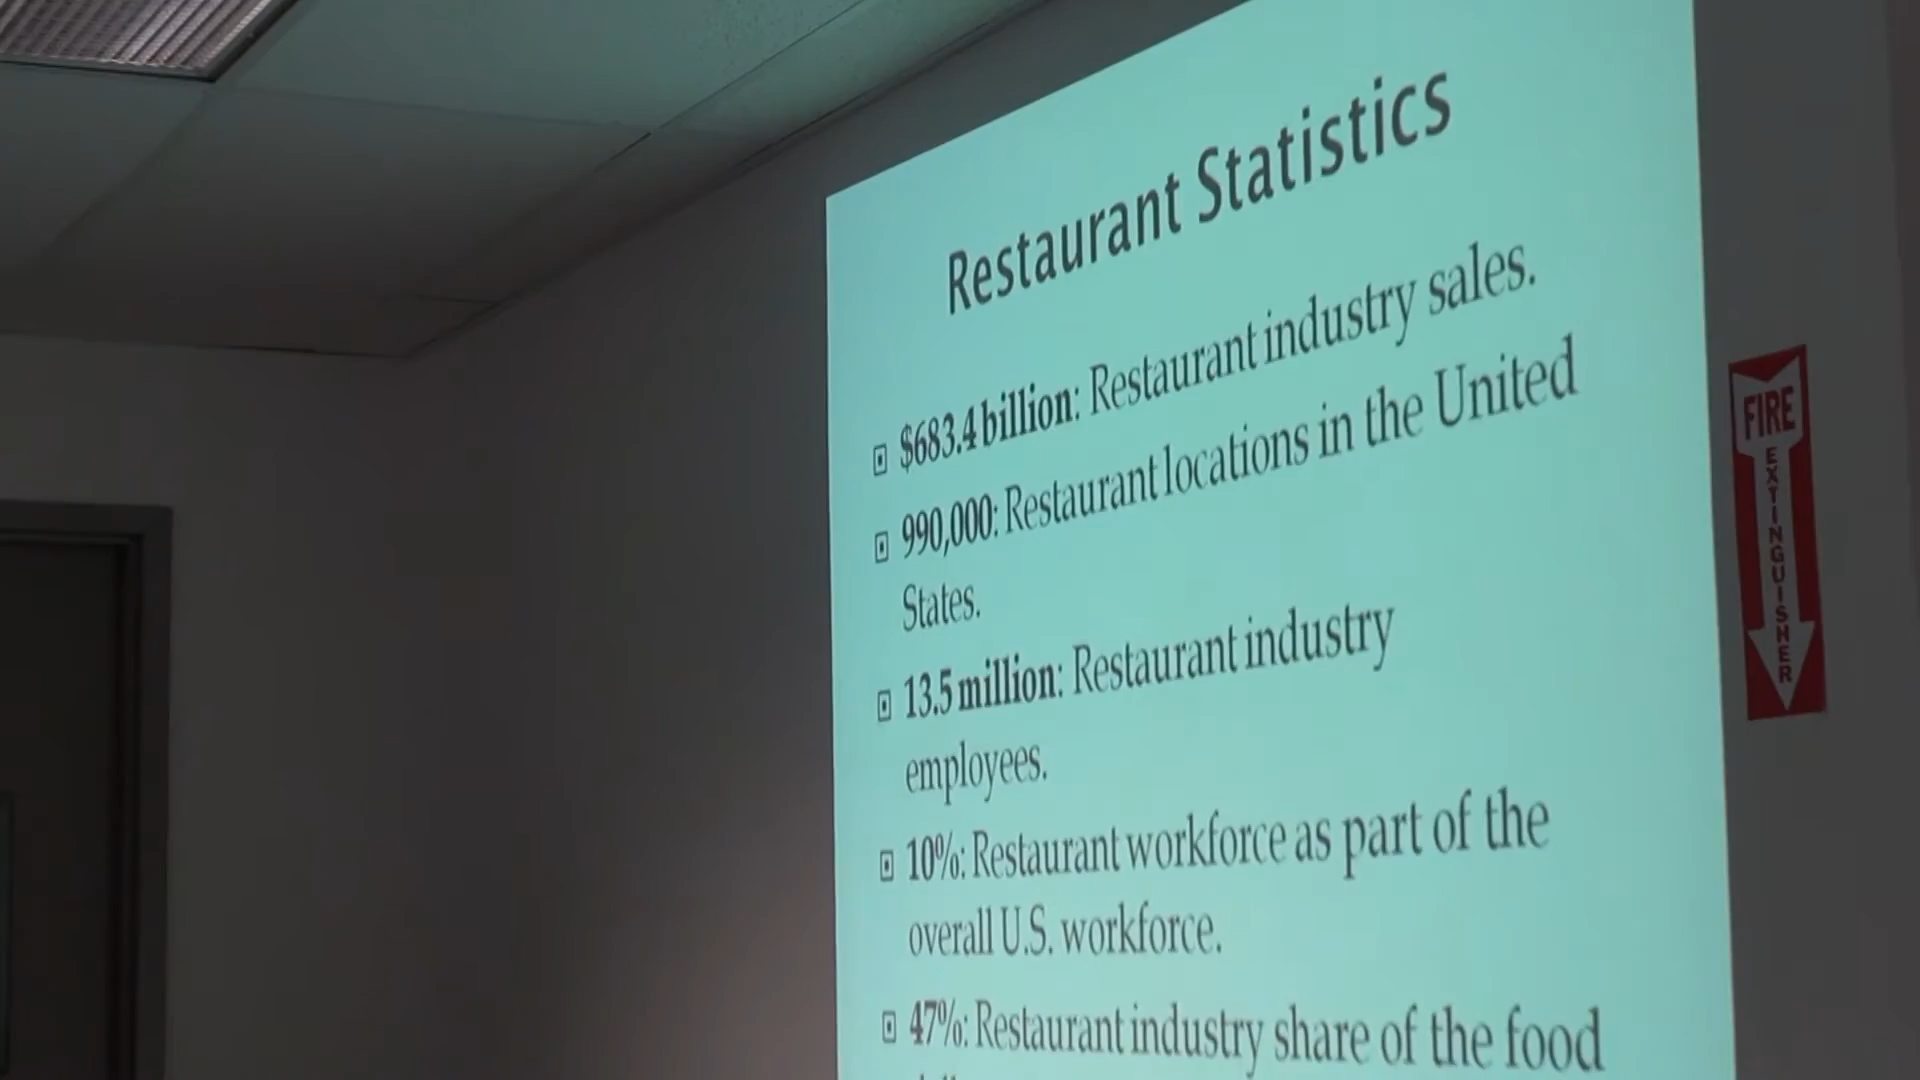 Restaurant Statistics
$683.4 billion: Restaurant industry sales.
990,000: Restaurant locations in the United
States.
13.5 million: Restaurant industry
employees.
10%: Restaurant workforce as part of the
overall U.S. workforce.
47%: Restaurant industry share of the food
FIRE
EXTINGUISHER